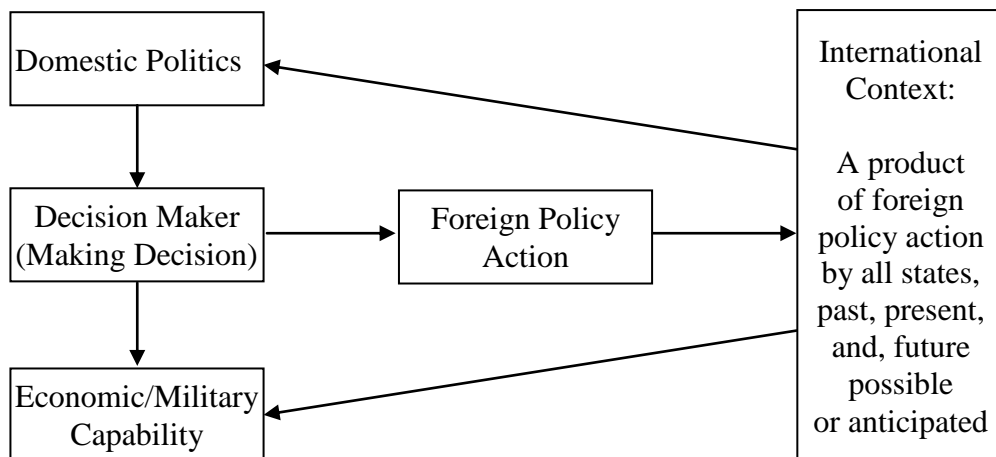 Domestic Politics
Decision Maker
(Making Decision)
Economic/Military
Capability
Foreign Policy
Action
International
Context:
A product
of foreign
policy action
by all states,
past, present,
and, future
possible
or anticipated